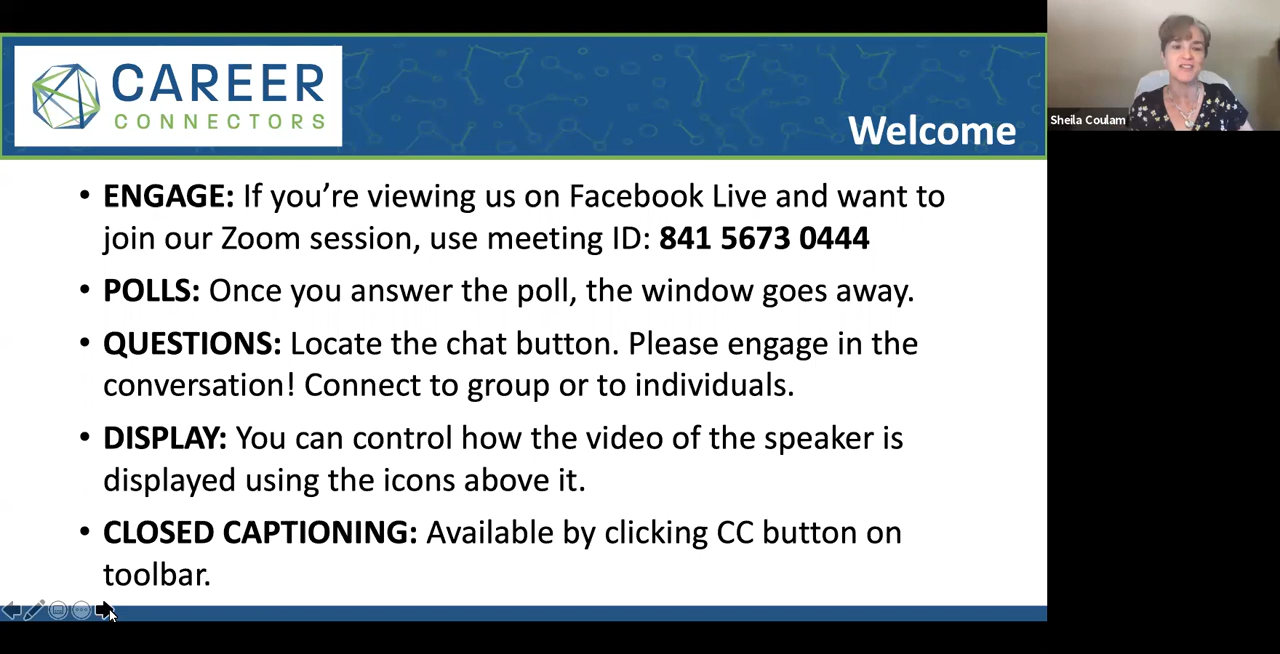 CAREER
CONNECTORS
Welcome
Sheila Coulam
• ENGAGE: If you’re viewing us on Facebook Live and want to
join our Zoom session, use meeting ID: 841 5673 0444
• POLLS: Once you answer the poll, the window goes away.
• QUESTIONS: Locate the chat button. Please engage in the
conversation! Connect to group or to individuals.
• DISPLAY: You can control how the video of the speaker is
displayed using the icons above it.
• CLOSED CAPTIONING: Available by clicking CC button on
toolbar.